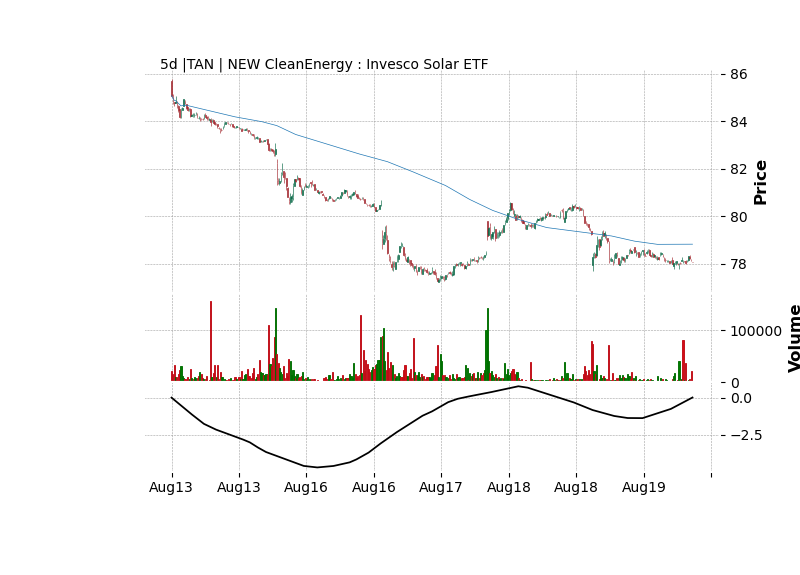 5d |TAN | NEW CleanEnergy : Invesco Solar ETF
86
84
82
80
78
Price
100000
0
Volume
0.0
−2.5
Aug13
Aug13
Aug16
Aug16
Aug17
Aug18
Aug18
Aug19